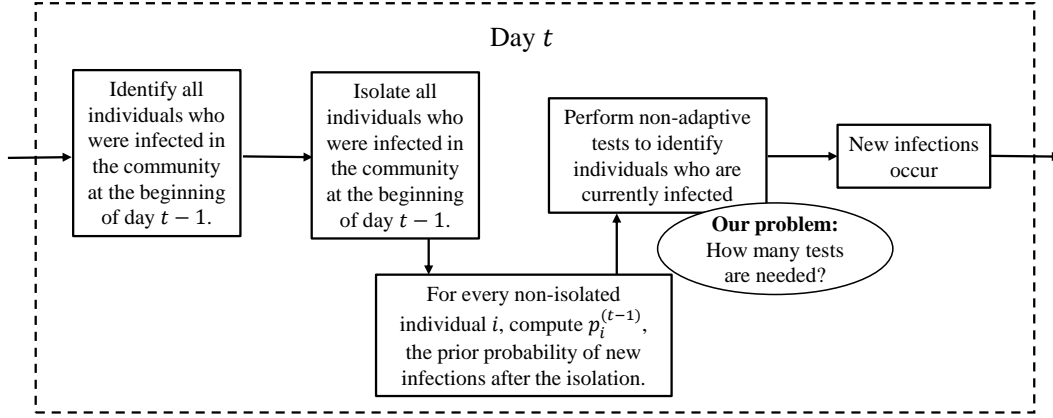 Day t
Identify all
individuals who
were infected in
the community
at the beginning
of day t − 1.
Isolate all
individuals who
were infected in
the community
at the beginning
of day t − 1.
For every non-isolated
individual i, compute p_i^(t−1),
the prior probability of new
infections after the isolation.
Perform non-adaptive
tests to identify
individuals who are
currently infected
Our problem:
How many tests
are needed?
New infections
occur